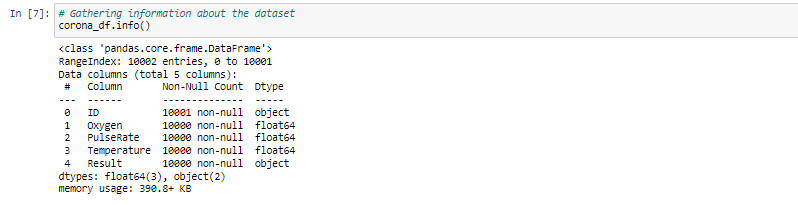 In [7]: # Gathering information about the dataset
corona_df.info()
<class 'pandas.core.frame.DataFrame'>
RangeIndex: 10002 entries, 0 to 10001
Data columns (total 5 columns):
 #   Column       Non-Null Count  Dtype
---  ------       --------------  -----
 0   ID           10001 non-null  object
 1   Oxygen       10000 non-null  float64
 2   PulseRate    10000 non-null  float64
 3   Temperature  10000 non-null  float64
 4   Result       10000 non-null  object
dtypes: float64(3), object(2)
memory usage: 390.8+ KB